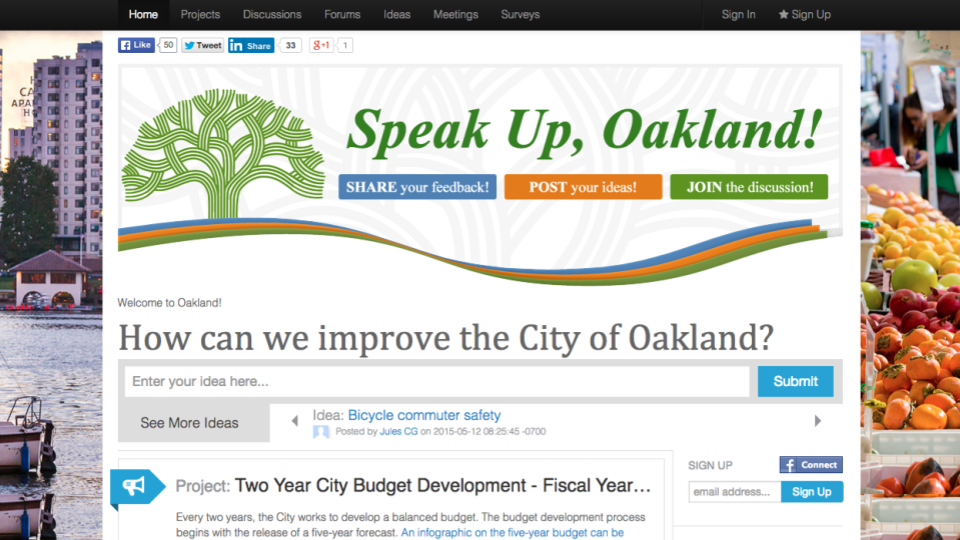 Home Projects Discussions Forums Ideas Meetings Surveys Sign In Sign Up
Like 50 Tweet Share 33 +1 1
Speak Up, Oakland!
SHARE your feedback! POST your ideas! JOIN the discussion!
Welcome to Oakland!
How can we improve the City of Oakland?
Enter your idea here... Submit
See More Ideas
Idea: Bicycle commuter safety
Posted by Jules CG on 2015-05-12 08:25:45 -0700
SIGN UP Connect
Project: Two Year City Budget Development - Fiscal Year...
email address... Sign Up
Every two years, the City works to develop a balanced budget. The budget development process
begins with the release of a five-year forecast. An infographic on the five-year budget can be